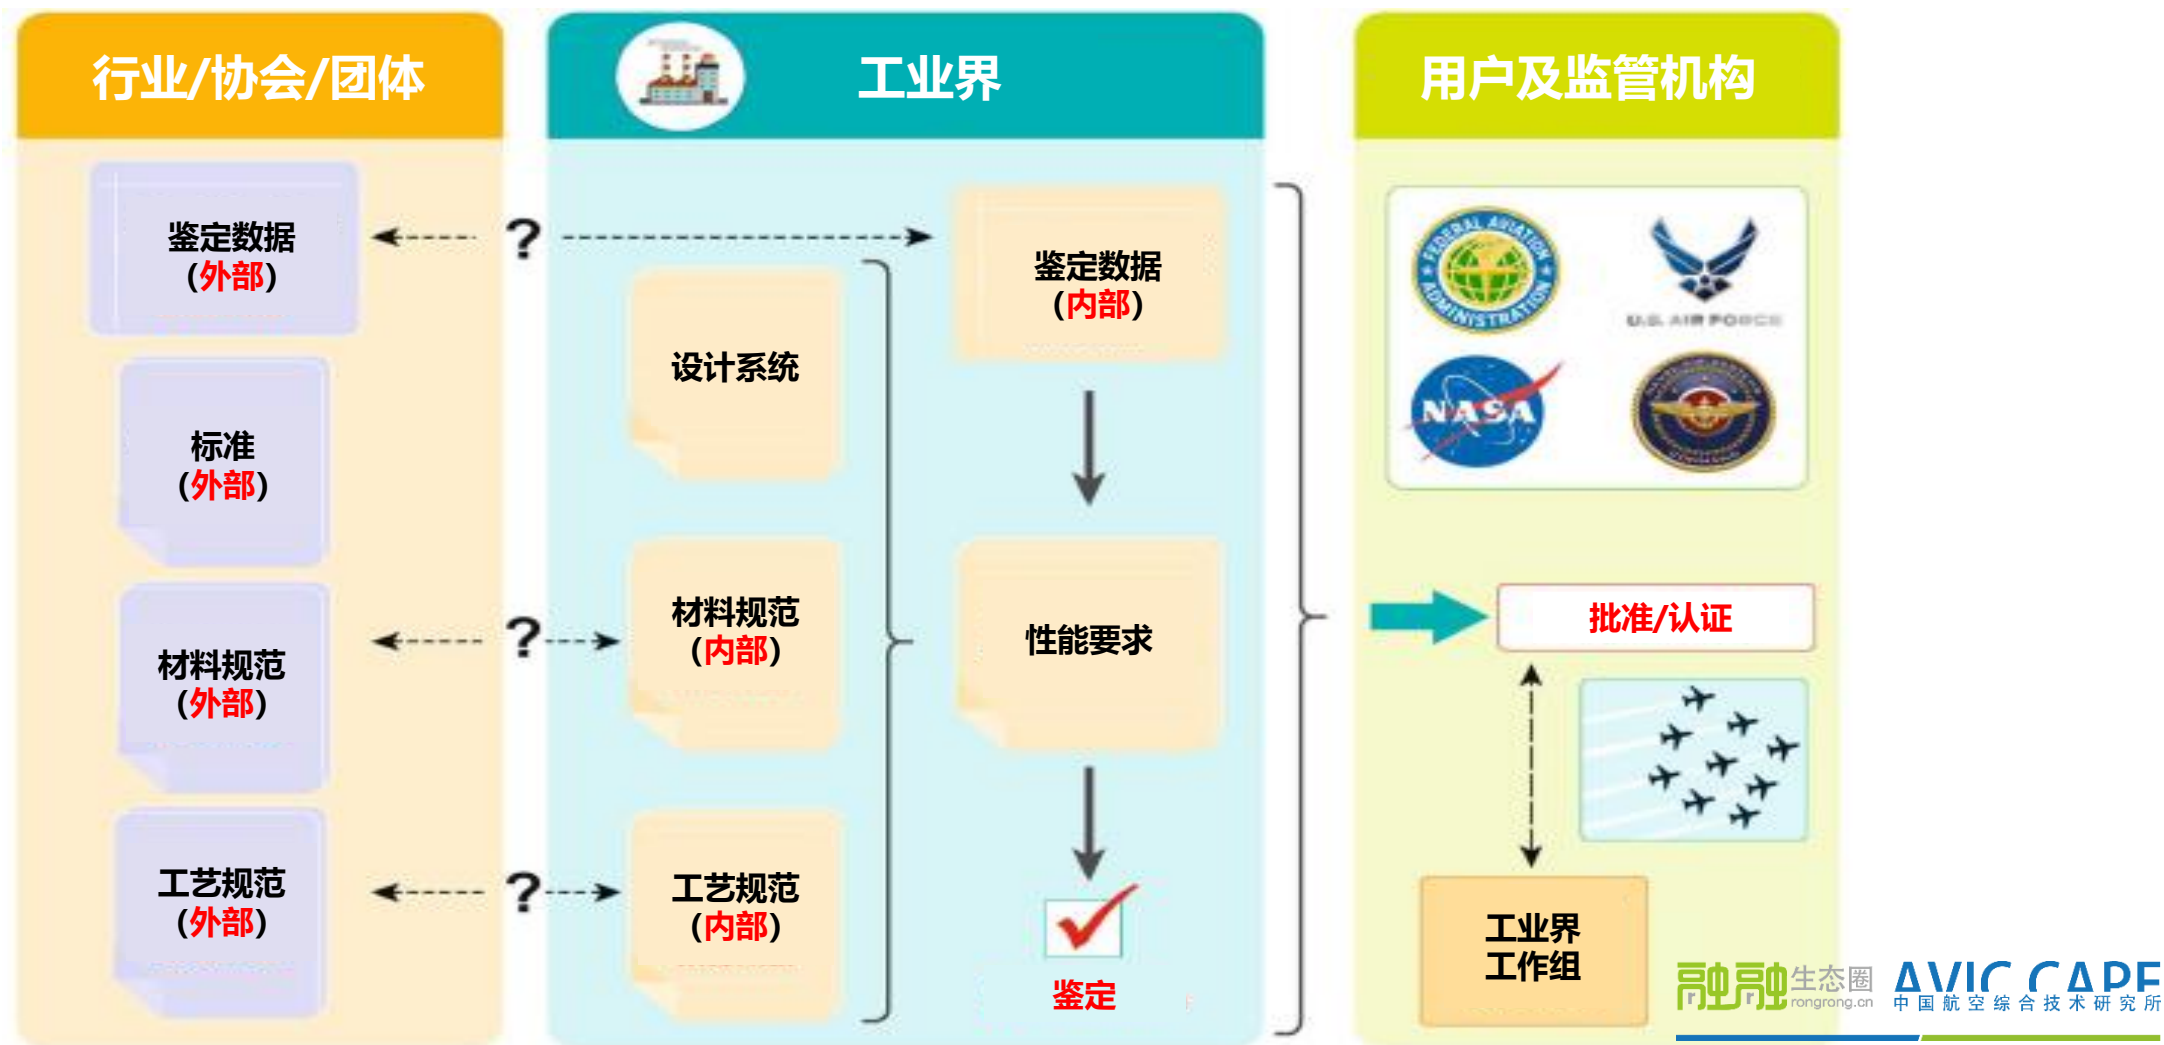 行业/协会/团体
鉴定数据
(外部)
标准
(外部)
材料规范
(外部)
工艺规范
(外部)
?
?
?
工业界
设计系统
材料规范
(内部)
工艺规范
(内部)
鉴定数据
(内部)
性能要求
鉴定
用户及监管机构
FEDERAL AVIATION
ADMINISTRATION
U.S. AIR FORCE
NASA
批准/认证
工业界
工作组
融融生态圈
rongrong.cn
AVIC CAPE
中国航空综合技术研究所